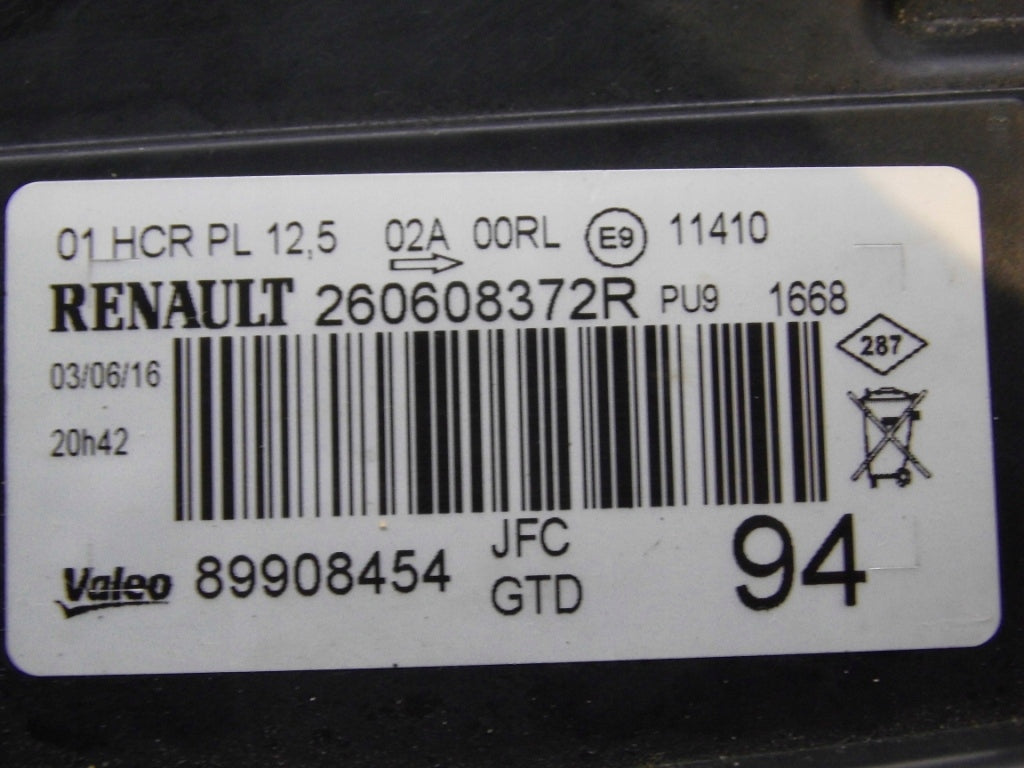 01 HCR PL 12,5 02A 00RL E9 11410
RENAULT 260608372R PU9 1668
287
03/06/16
20h42
JFC
Valeo 89908454
GTD
94